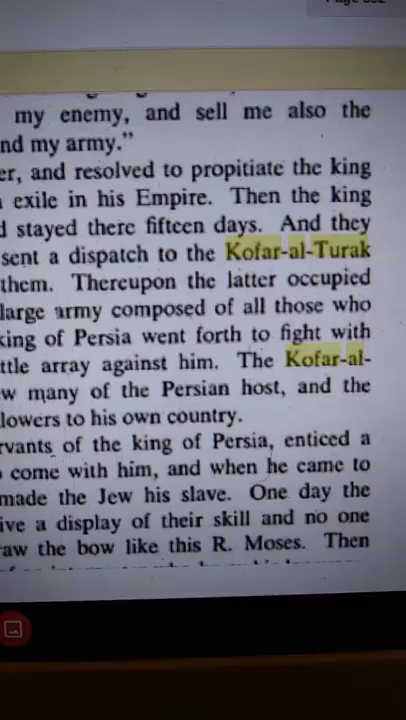 my enemy, and sell me also the
nd my army."
er, and resolved to propitiate the king
exile in his Empire. Then the king
d stayed there fifteen days. And they
sent a dispatch to the Kofar-al-Turak
them. Thereupon the latter occupied
large army composed of all those who
king of Persia went forth to fight with
ttle array against him. The Kofar-al-
w many of the Persian host, and the
lowers to his own country.
rvants of the king of Persia, enticed a
come with him, and when he came to
made the Jew his slave. One day the
ive a display of their skill and no one
raw the bow like this R. Moses. Then